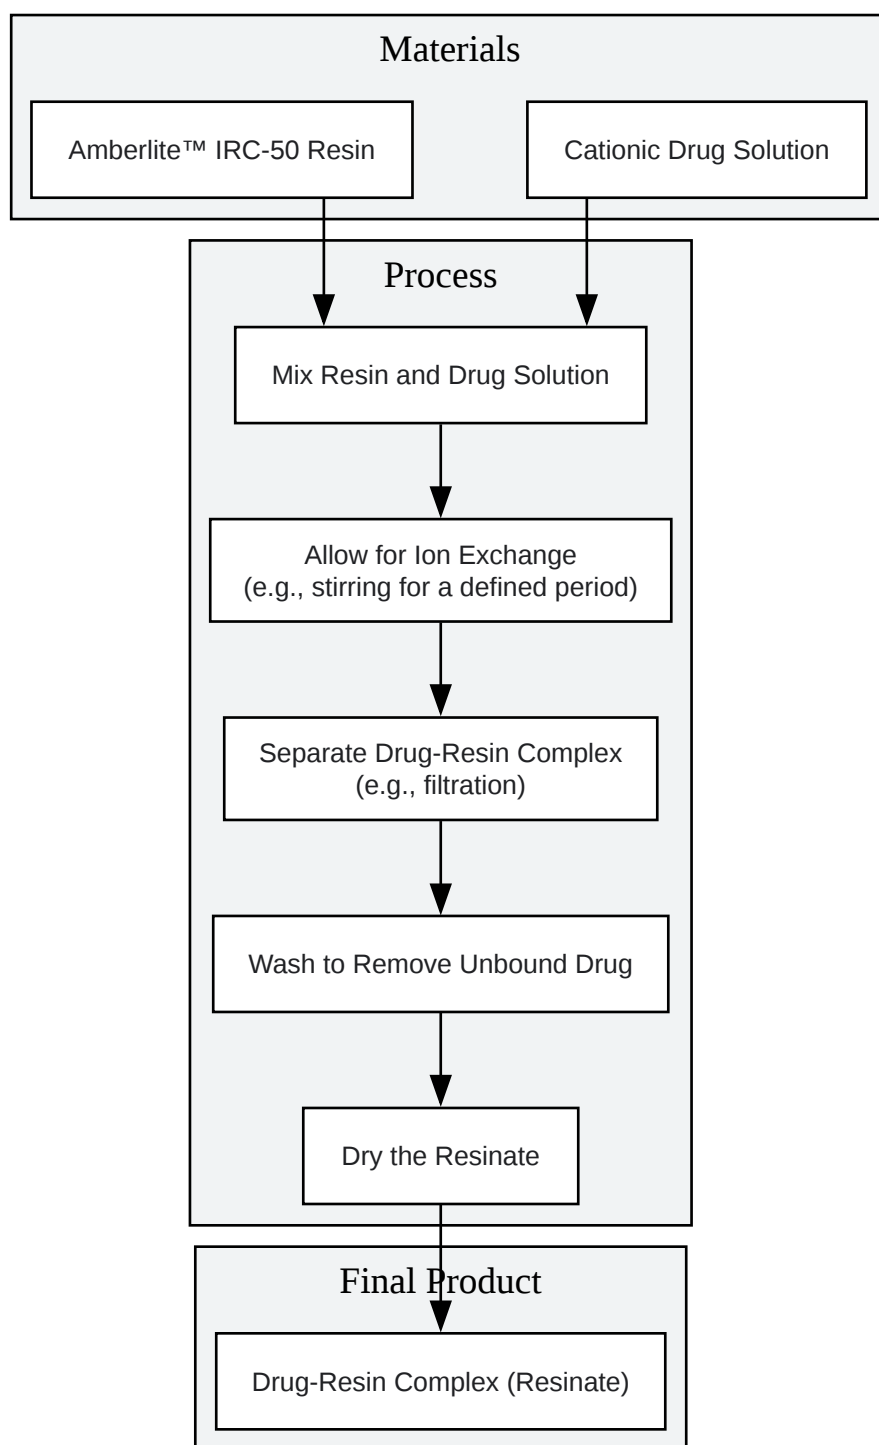 Materials
Amberlite™ IRC-50 Resin
Cationic Drug Solution
Process
Mix Resin and Drug Solution
Allow for Ion Exchange
(e.g., stirring for a defined period)
Separate Drug-Resin Complex
(e.g., filtration)
Wash to Remove Unbound Drug
Dry the Resinate
Final Product
Drug-Resin Complex (Resinate)